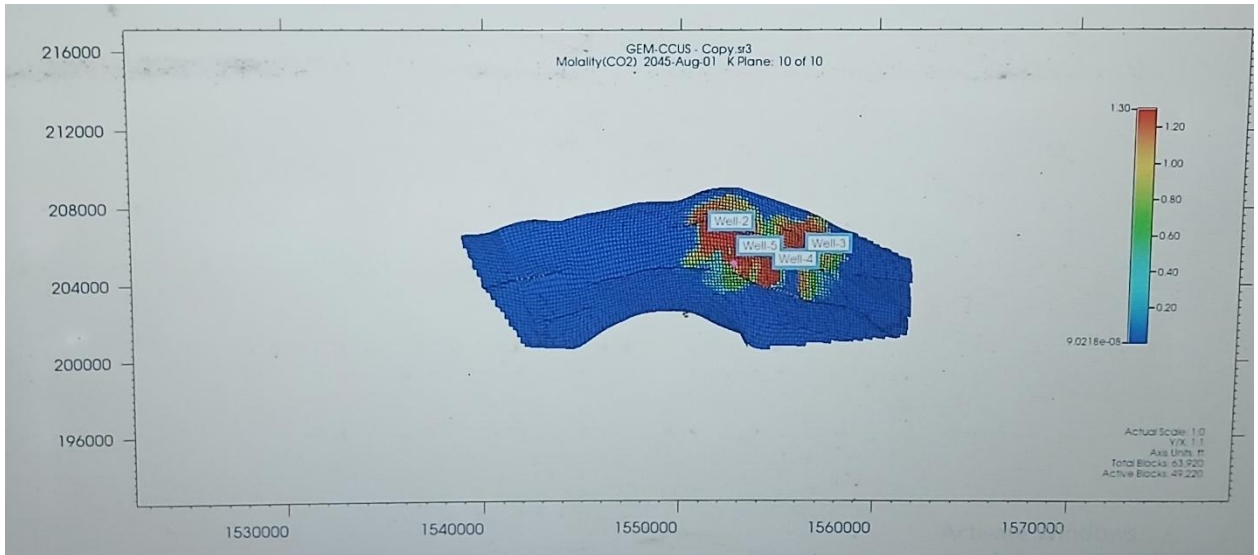 GEM-CCUS - Copy.sr3
Molality(CO2) 2045-Aug-01 K Plane: 10 of 10
216000
212000
208000
204000
200000
196000
1530000
1540000
1550000
1560000
1570000
Well-2
Well-5
Well-3
Well-4
1.30
1.20
1.00
0.80
0.60
0.40
0.20
9.0218e-08
Actual Scale: 1:0
Y/X: 1:1
Axis Units: ft
Total Blocks: 63,920
Active Blocks: 49,220